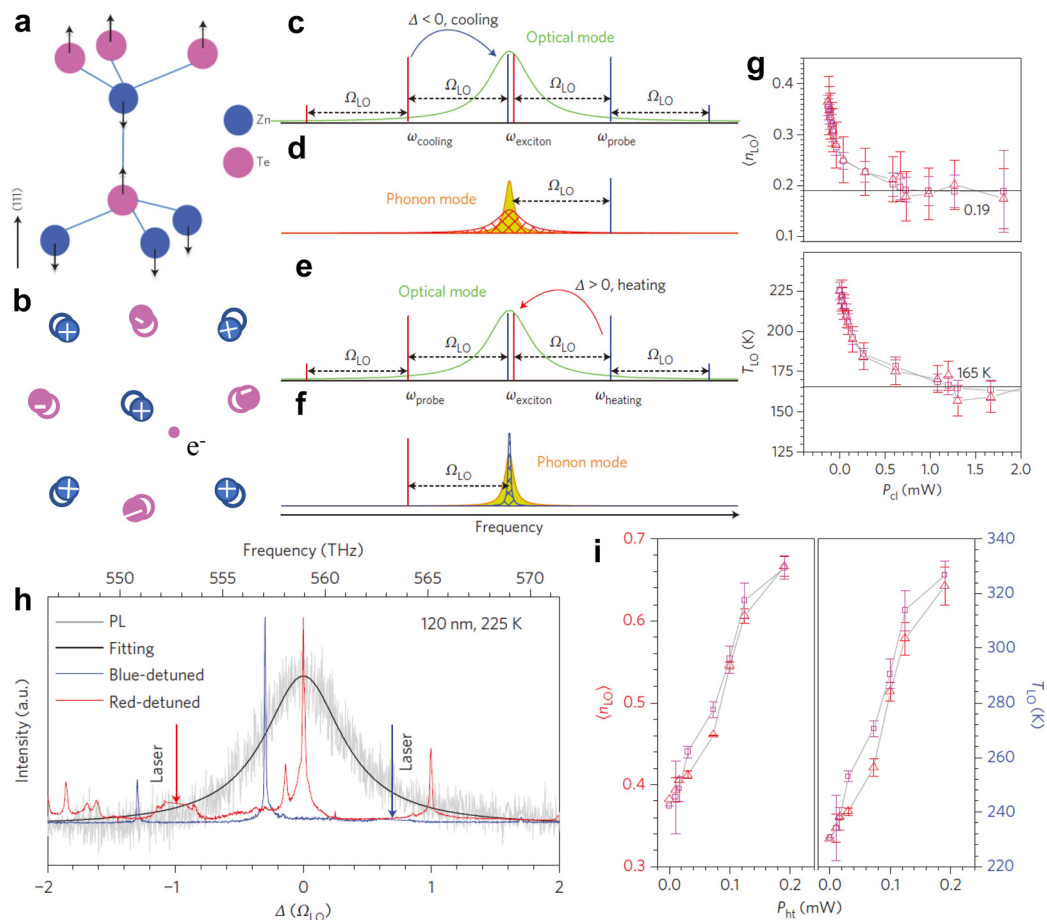 a
Zn
Te
(111)
b
e-
c
Δ < 0, cooling
Optical mode
Ω_LO
Ω_LO
Ω_LO
Ω_LO
ω_cooling
ω_exciton
ω_probe
d
Phonon mode
Ω_LO
e
Optical mode
Δ > 0, heating
Ω_LO
Ω_LO
Ω_LO
Ω_LO
ω_probe
ω_exciton
ω_heating
f
Ω_LO
Phonon mode
Frequency
g
⟨n_LO⟩
0.4
0.3
0.2
0.1
0.19
T_LO (K)
225
200
175
150
125
165 K
0.0
0.4
0.8
1.2
1.6
2.0
P_cl (mW)
h
Frequency (THz)
550
555
560
565
570
PL
Fitting
Blue-detuned
Red-detuned
120 nm, 225 K
Laser
Laser
Intensity (a.u.)
-2
-1
0
1
2
Δ (Ω_LO)
i
⟨n_LO⟩
0.7
0.6
0.5
0.4
0.3
340
320
300
280
260
240
220
T_LO (K)
0.0
0.1
0.2
0.0
0.1
0.2
P_ht (mW)